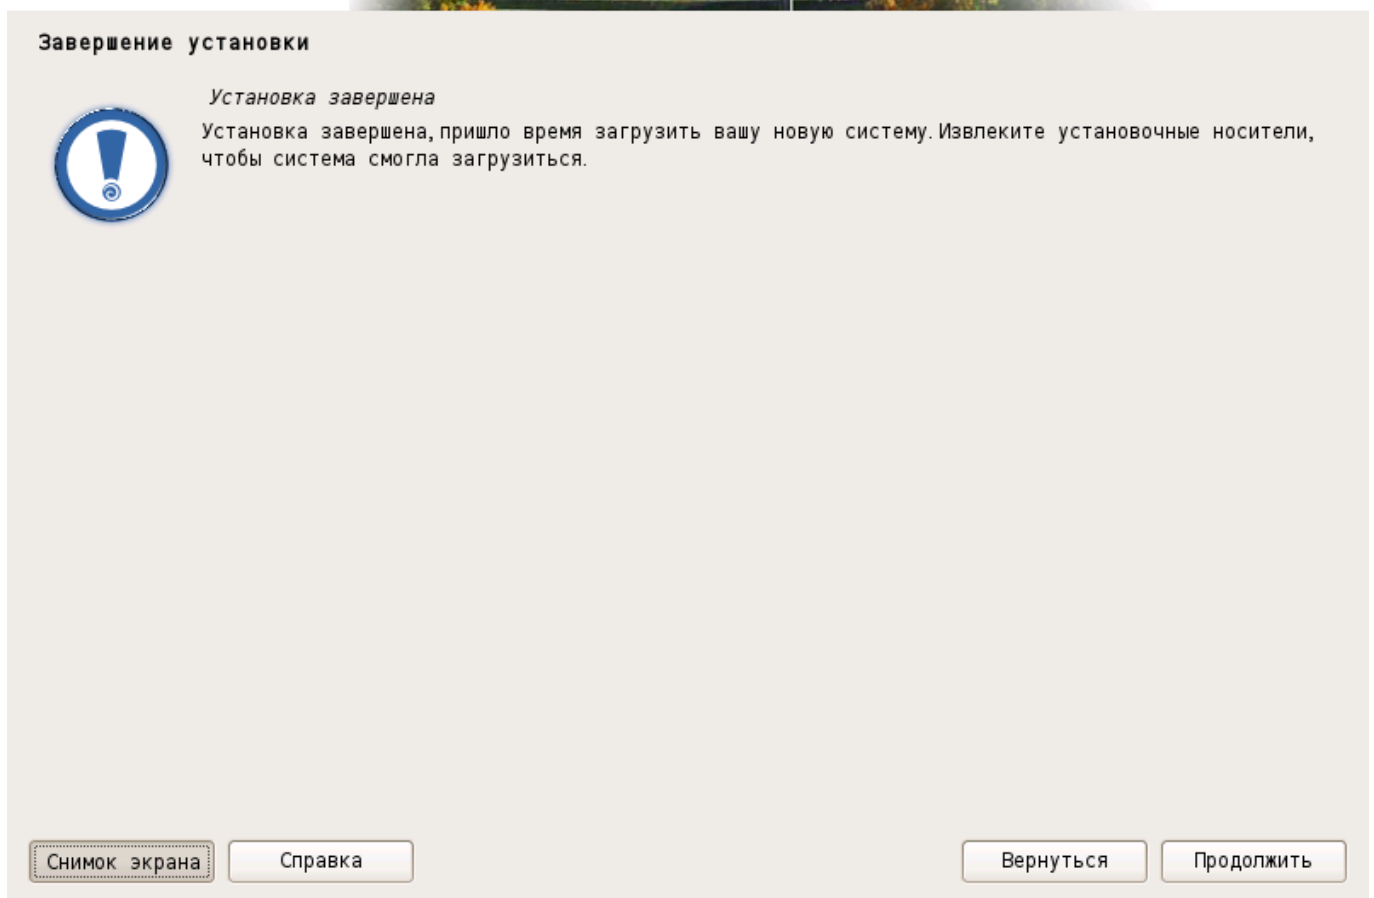 Завершение установки
Установка завершена
Установка завершена, пришло время загрузить вашу новую систему. Извлеките установочные носители,
чтобы система смогла загрузиться.
Снимок экрана
Справка
Вернуться
Продолжить